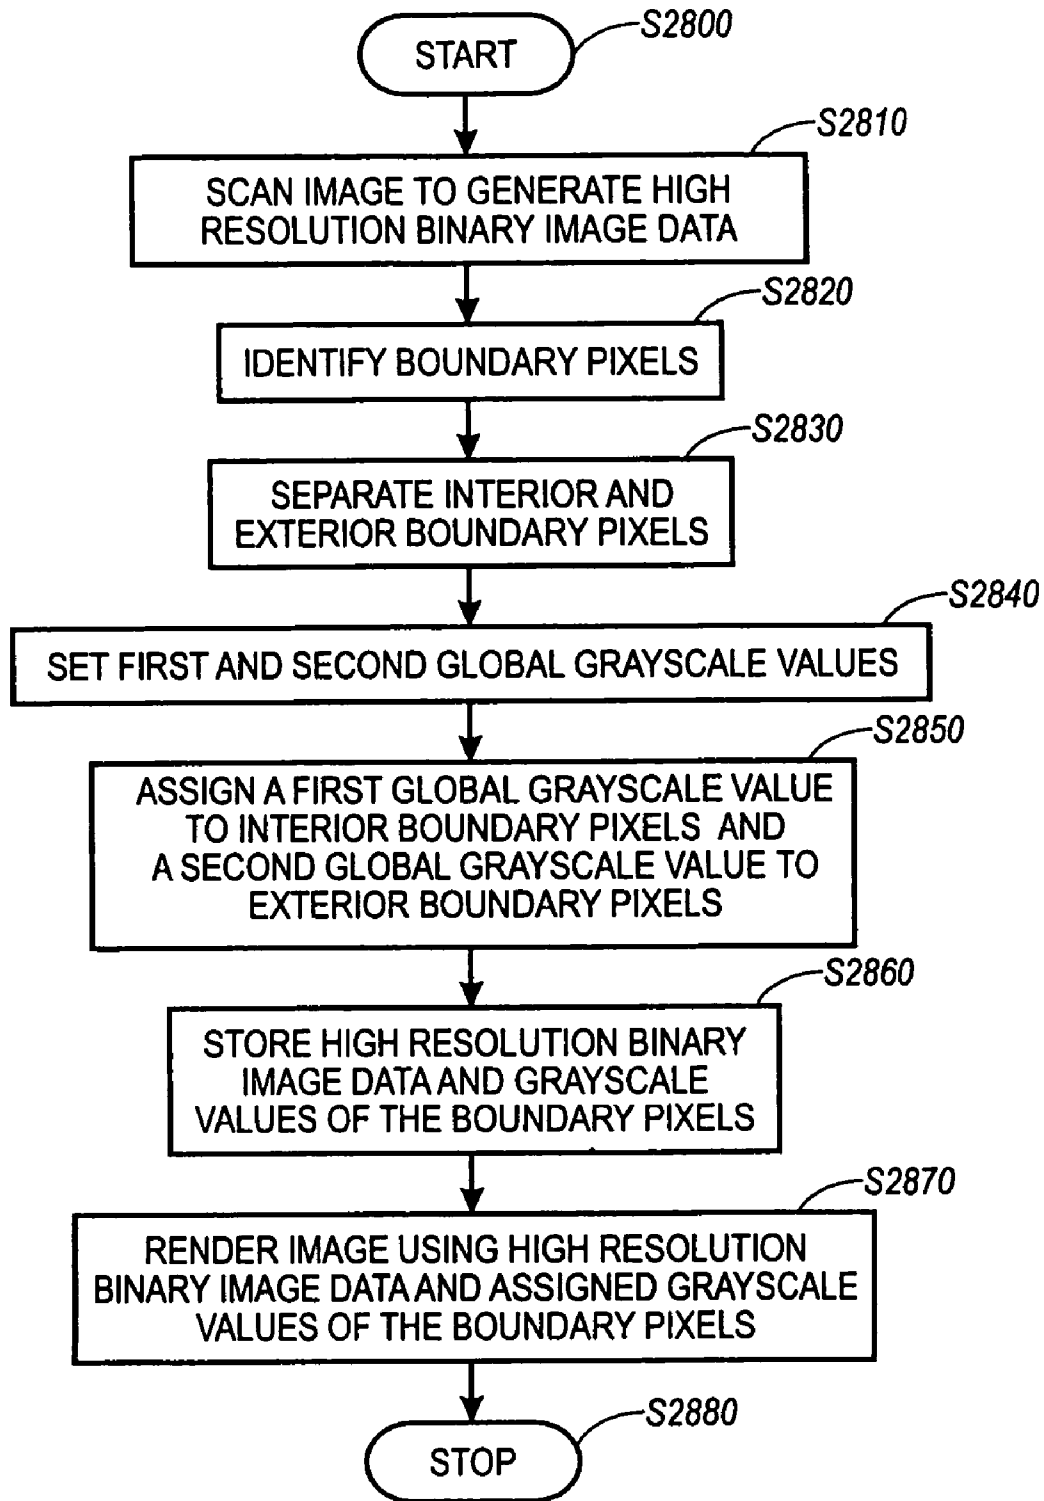 S2800
START
S2810
SCAN IMAGE TO GENERATE HIGH
RESOLUTION BINARY IMAGE DATA
S2820
IDENTIFY BOUNDARY PIXELS
S2830
SEPARATE INTERIOR AND
EXTERIOR BOUNDARY PIXELS
S2840
SET FIRST AND SECOND GLOBAL GRAYSCALE VALUES
S2850
ASSIGN A FIRST GLOBAL GRAYSCALE VALUE
TO INTERIOR BOUNDARY PIXELS AND
A SECOND GLOBAL GRAYSCALE VALUE TO
EXTERIOR BOUNDARY PIXELS
S2860
STORE HIGH RESOLUTION BINARY
IMAGE DATA AND GRAYSCALE
VALUES OF THE BOUNDARY PIXELS
S2870
RENDER IMAGE USING HIGH RESOLUTION
BINARY IMAGE DATA AND ASSIGNED GRAYSCALE
VALUES OF THE BOUNDARY PIXELS
S2880
STOP